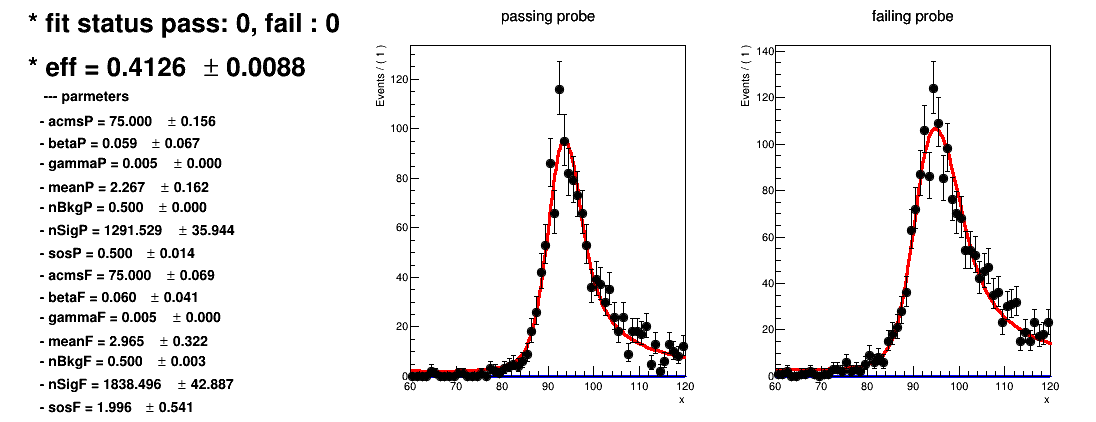 * fit status pass: 0, fail : 0
* eff = 0.4126 ± 0.0088
--- parmeters
- acmsP = 75.000 ± 0.156
- betaP = 0.059 ± 0.067
- gammaP = 0.005 ± 0.000
- meanP = 2.267 ± 0.162
- nBkgP = 0.500 ± 0.000
- nSigP = 1291.529 ± 35.944
- sosP = 0.500 ± 0.014
- acmsF = 75.000 ± 0.069
- betaF = 0.060 ± 0.041
- gammaF = 0.005 ± 0.000
- meanF = 2.965 ± 0.322
- nBkgF = 0.500 ± 0.003
- nSigF = 1838.496 ± 42.887
- sosF = 1.996 ± 0.541
passing probe
Events / ( 1 )
120
100
80
60
40
20
0
60 70 80 90 100 110 120
x
failing probe
Events / ( 1 )
140
120
100
80
60
40
20
0
60 70 80 90 100 110 120
x